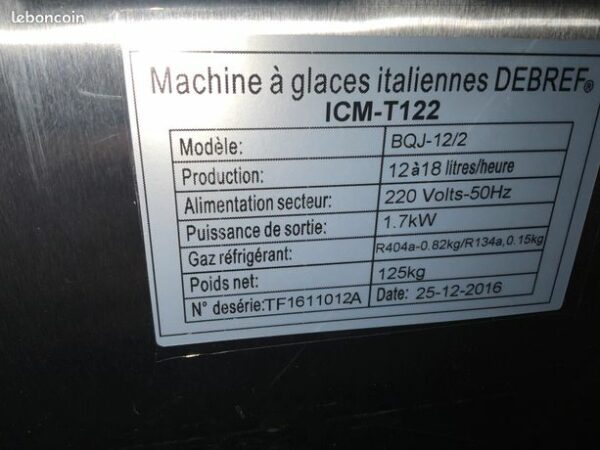 leboncoin
Machine à glaces italiennes DEBREF®
ICM-T122
Modèle: BQJ-12/2
Production: 12 à 18 litres/heure
Alimentation secteur: 220 Volts-50Hz
Puissance de sortie: 1.7kW
Gaz réfrigérant: R404a-0.82kg/R134a,0.15kg
Poids net: 125kg
N° desérie:TF1611012A Date: 25-12-2016